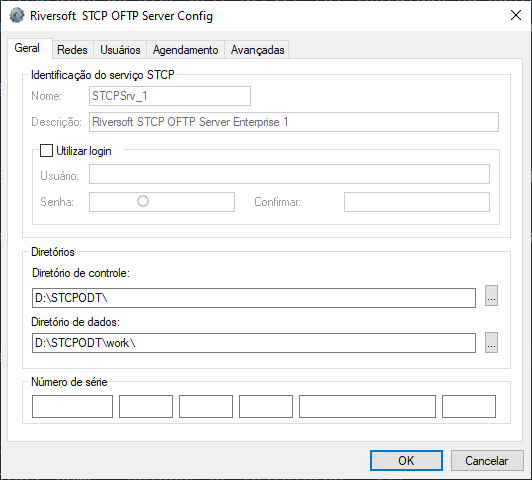 Riversoft STCP OFTP Server Config
Geral Redes Usuários Agendamento Avançadas
Identificação do serviço STCP
Nome: STCPSrv_1
Descrição: Riversoft STCP OFTP Server Enterprise 1
Utilizar login
Usuário:
Senha: Confirmar:
Diretórios
Diretório de controle:
D:\STCPODT\ ...
Diretório de dados:
D:\STCPODT\work\ ...
Número de série
OK Cancelar